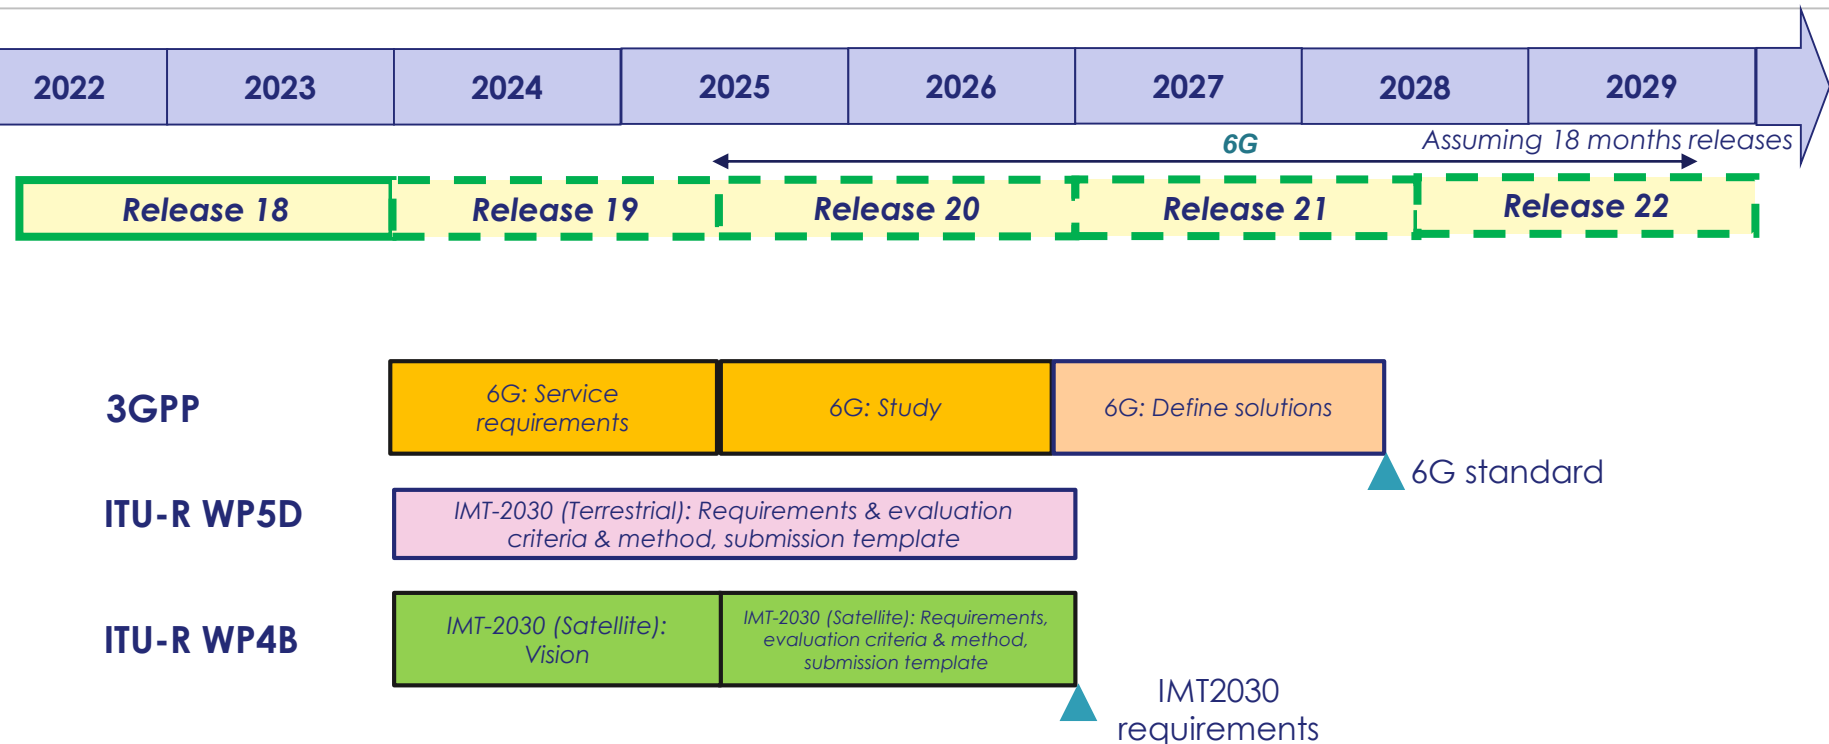 2022
2023
2024
2025
2026
2027
2028
2029
6G
Assuming 18 months releases
Release 18
Release 19
Release 20
Release 21
Release 22
3GPP
6G: Service
requirements
6G: Study
6G: Define solutions
6G standard
ITU-R WP5D
IMT-2030 (Terrestrial): Requirements & evaluation
criteria & method, submission template
ITU-R WP4B
IMT-2030 (Satellite):
Vision
IMT-2030 (Satellite): Requirements,
evaluation criteria & method,
submission template
IMT2030
requirements